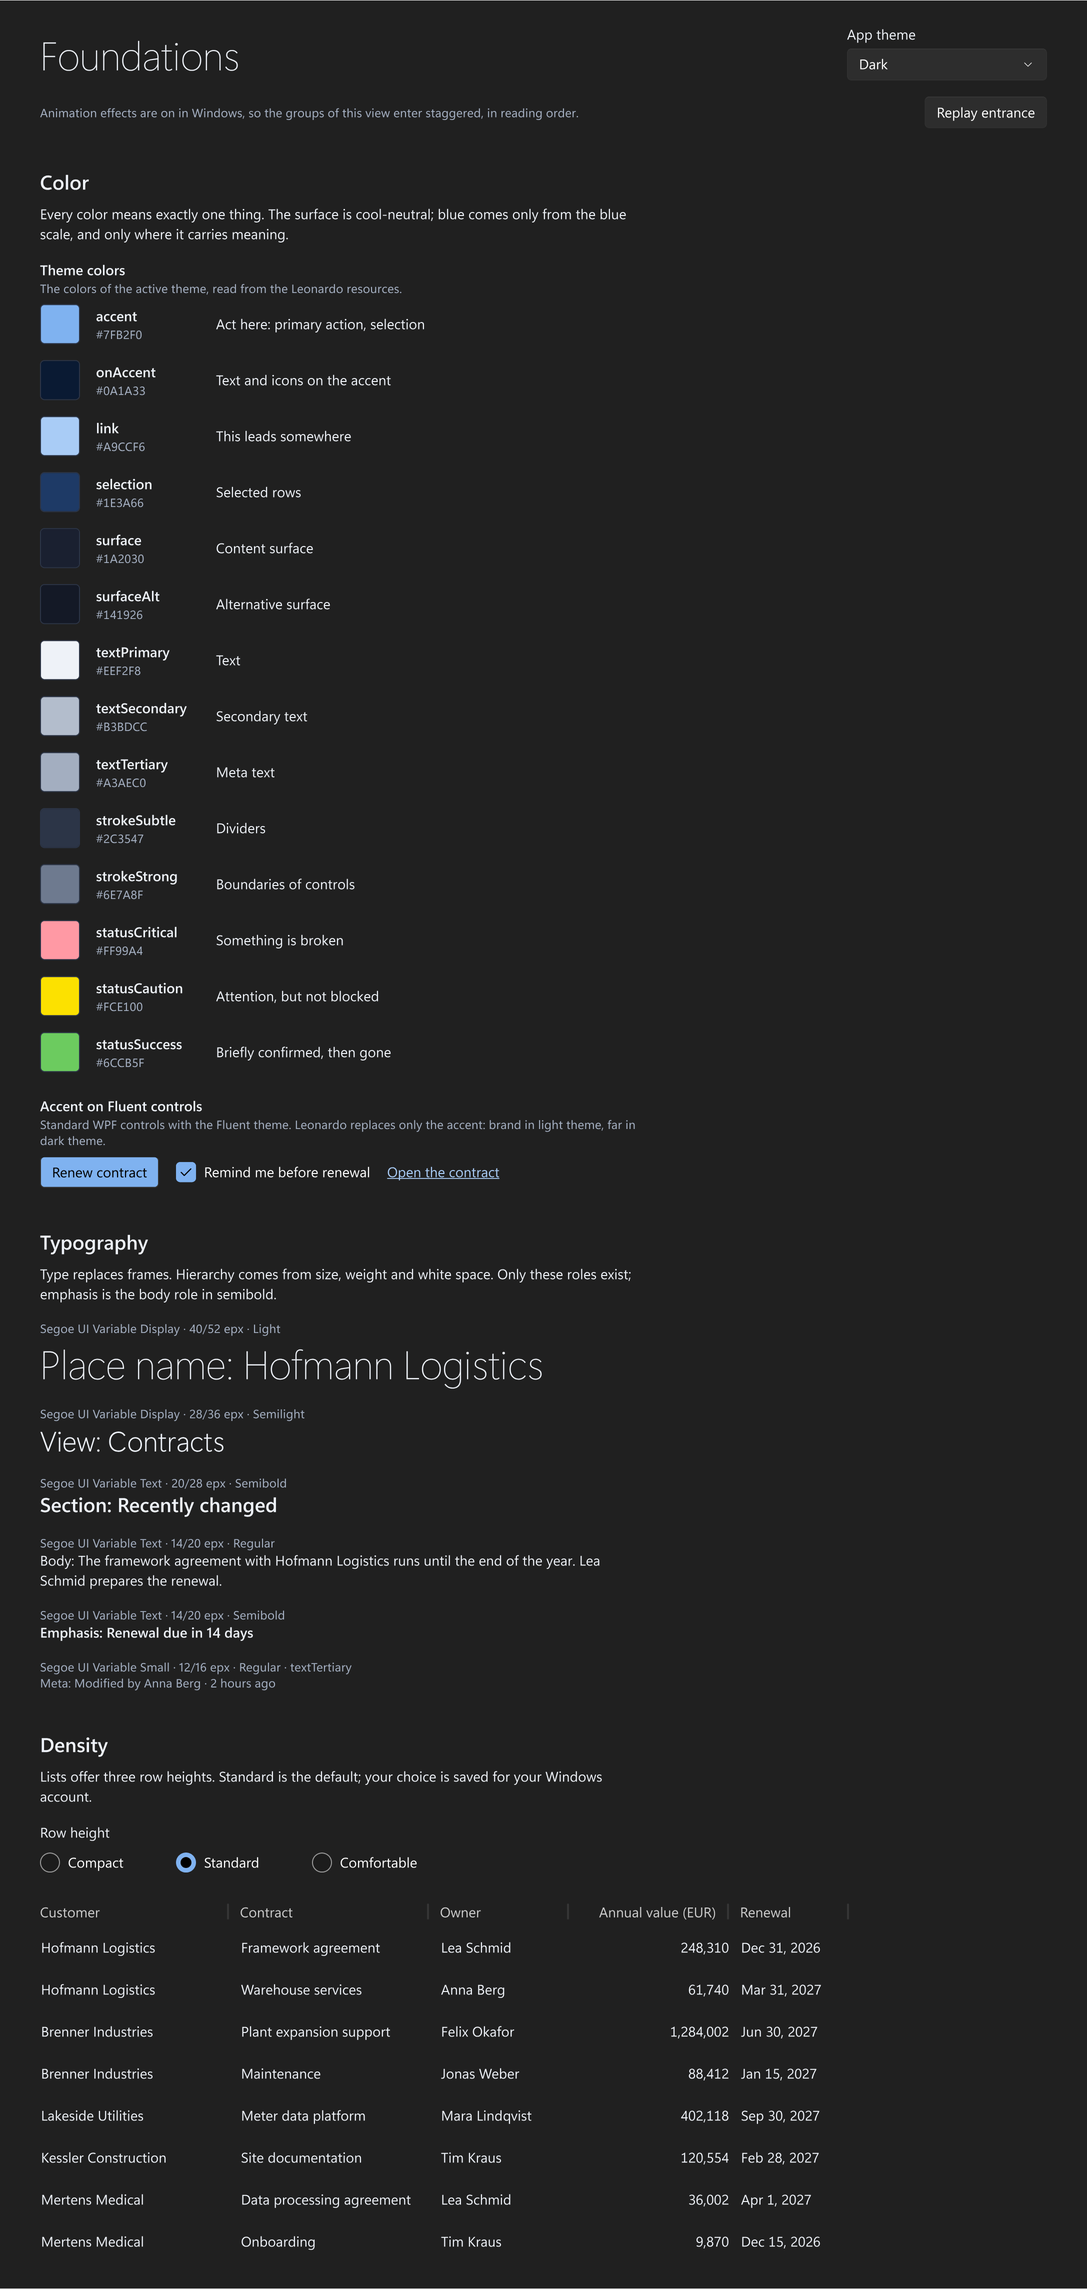 Foundations
App theme
Dark
Animation effects are on in Windows, so the groups of this view enter staggered, in reading order.
Replay entrance
Color
Every color means exactly one thing. The surface is cool-neutral; blue comes only from the blue
scale, and only where it carries meaning.
Theme colors
The colors of the active theme, read from the Leonardo resources.
accent
#7FB2F0
Act here: primary action, selection
onAccent
#0A1A33
Text and icons on the accent
link
#A9CCF6
This leads somewhere
selection
#1E3A66
Selected rows
surface
#1A2030
Content surface
surfaceAlt
#141926
Alternative surface
textPrimary
#EEF2F8
Text
textSecondary
#B3BDCC
Secondary text
textTertiary
#A3AEC0
Meta text
strokeSubtle
#2C3547
Dividers
strokeStrong
#6E7A8F
Boundaries of controls
statusCritical
#FF99A4
Something is broken
statusCaution
#FCE100
Attention, but not blocked
statusSuccess
#6CCB5F
Briefly confirmed, then gone
Accent on Fluent controls
Standard WPF controls with the Fluent theme. Leonardo replaces only the accent: brand in light theme, far in
dark theme.
Renew contract
Remind me before renewal
Open the contract
Typography
Type replaces frames. Hierarchy comes from size, weight and white space. Only these roles exist;
emphasis is the body role in semibold.
Segoe UI Variable Display · 40/52 epx · Light
Place name: Hofmann Logistics
Segoe UI Variable Display · 28/36 epx · Semilight
View: Contracts
Segoe UI Variable Text · 20/28 epx · Semibold
Section: Recently changed
Segoe UI Variable Text · 14/20 epx · Regular
Body: The framework agreement with Hofmann Logistics runs until the end of the year. Lea
Schmid prepares the renewal.
Segoe UI Variable Text · 14/20 epx · Semibold
Emphasis: Renewal due in 14 days
Segoe UI Variable Small · 12/16 epx · Regular · textTertiary
Meta: Modified by Anna Berg · 2 hours ago
Density
Lists offer three row heights. Standard is the default; your choice is saved for your Windows
account.
Row height
Compact Standard Comfortable
Customer Contract Owner Annual value (EUR) Renewal
Hofmann Logistics Framework agreement Lea Schmid 248,310 Dec 31, 2026
Hofmann Logistics Warehouse services Anna Berg 61,740 Mar 31, 2027
Brenner Industries Plant expansion support Felix Okafor 1,284,002 Jun 30, 2027
Brenner Industries Maintenance Jonas Weber 88,412 Jan 15, 2027
Lakeside Utilities Meter data platform Mara Lindqvist 402,118 Sep 30, 2027
Kessler Construction Site documentation Tim Kraus 120,554 Feb 28, 2027
Mertens Medical Data processing agreement Lea Schmid 36,002 Apr 1, 2027
Mertens Medical Onboarding Tim Kraus 9,870 Dec 15, 2026